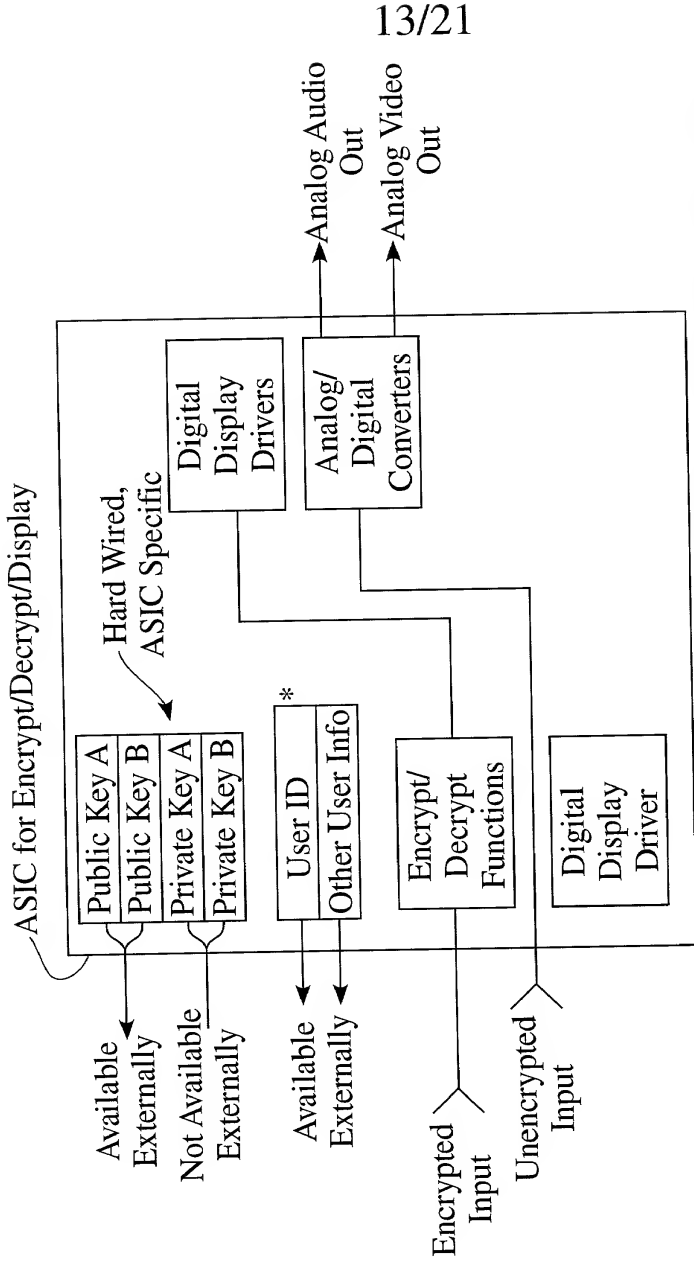 13/21
ASIC for Encrypt/Decrypt/Display
Available
Externally
Not Available
Externally
Public Key A
Public Key B
Private Key A
Private Key B
Hard Wired,
ASIC Specific
Available
Externally
User ID
*
Other User Info
Encrypted
Input
Unencrypted
Input
Encrypt/
Decrypt
Functions
Digital
Display
Driver
Digital
Display
Drivers
Analog/
Digital
Converters
Analog Audio
Out
Analog Video
Out